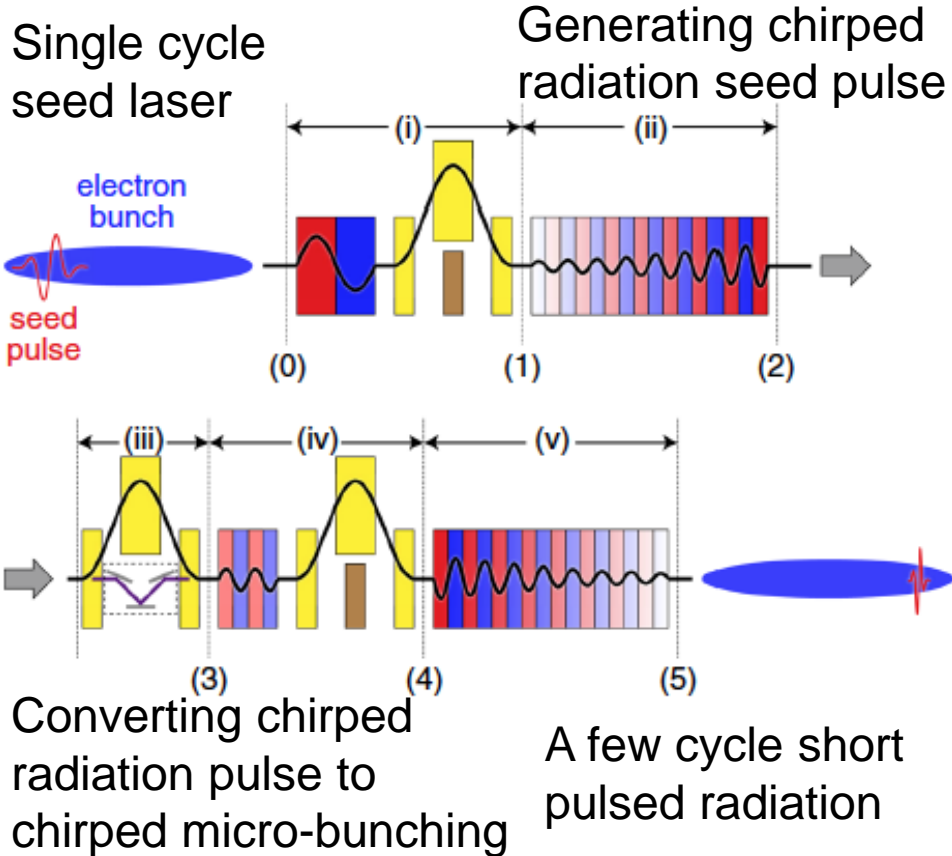 Single cycle
seed laser
Generating chirped
radiation seed pulse
(i)
(ii)
electron
bunch
seed
pulse
(0)
(1)
(2)
(iii)
(iv)
(v)
(3)
(4)
(5)
Converting chirped
radiation pulse to
chirped micro-bunching
A few cycle short
pulsed radiation